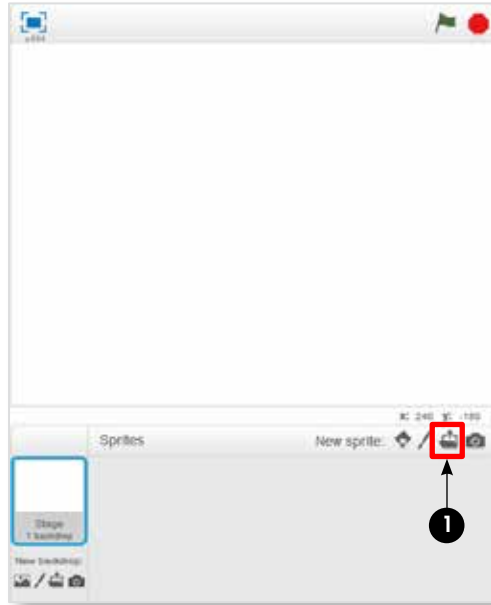 x: 240 y: -180
Sprites
New sprite:
1
Stage
1 backdrop
New backdrop: